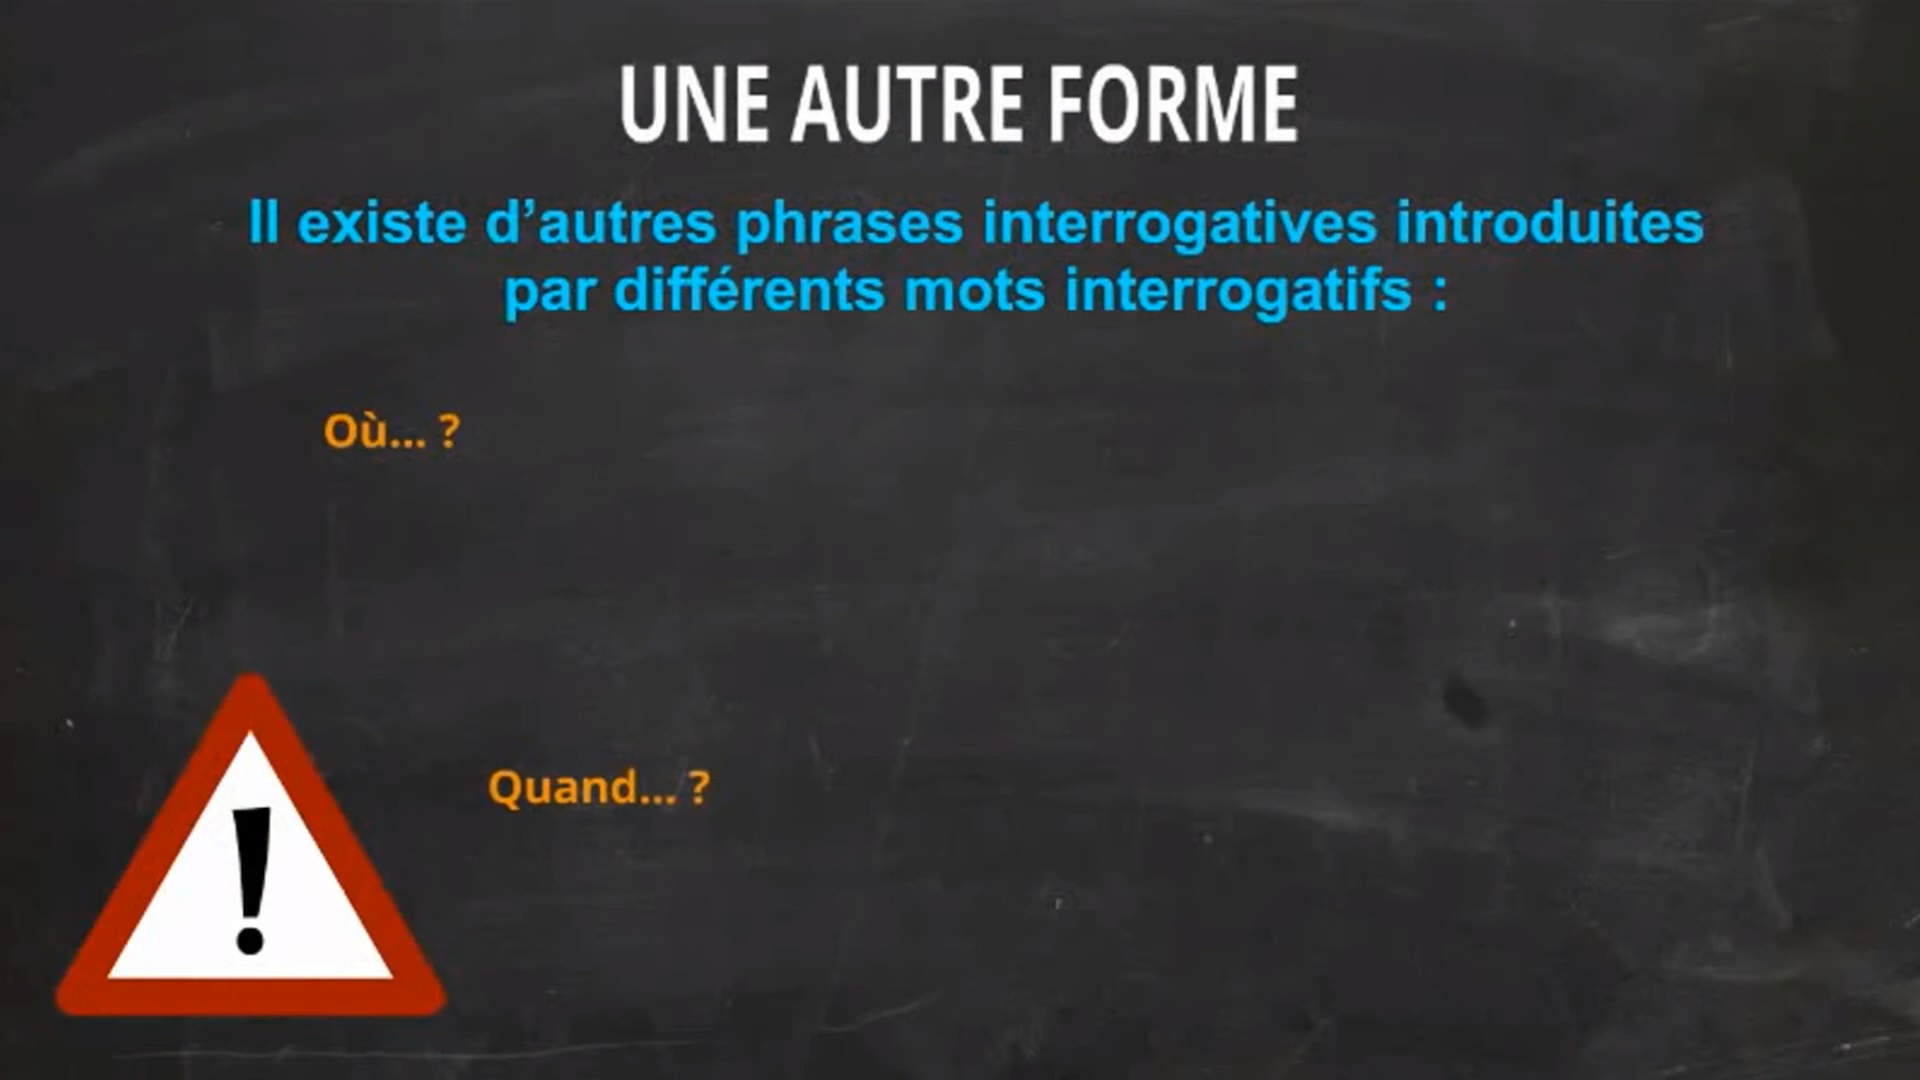 UNE AUTRE FORME
Il existe d’autres phrases interrogatives introduites
par différents mots interrogatifs :
Où... ?
Quand... ?
!